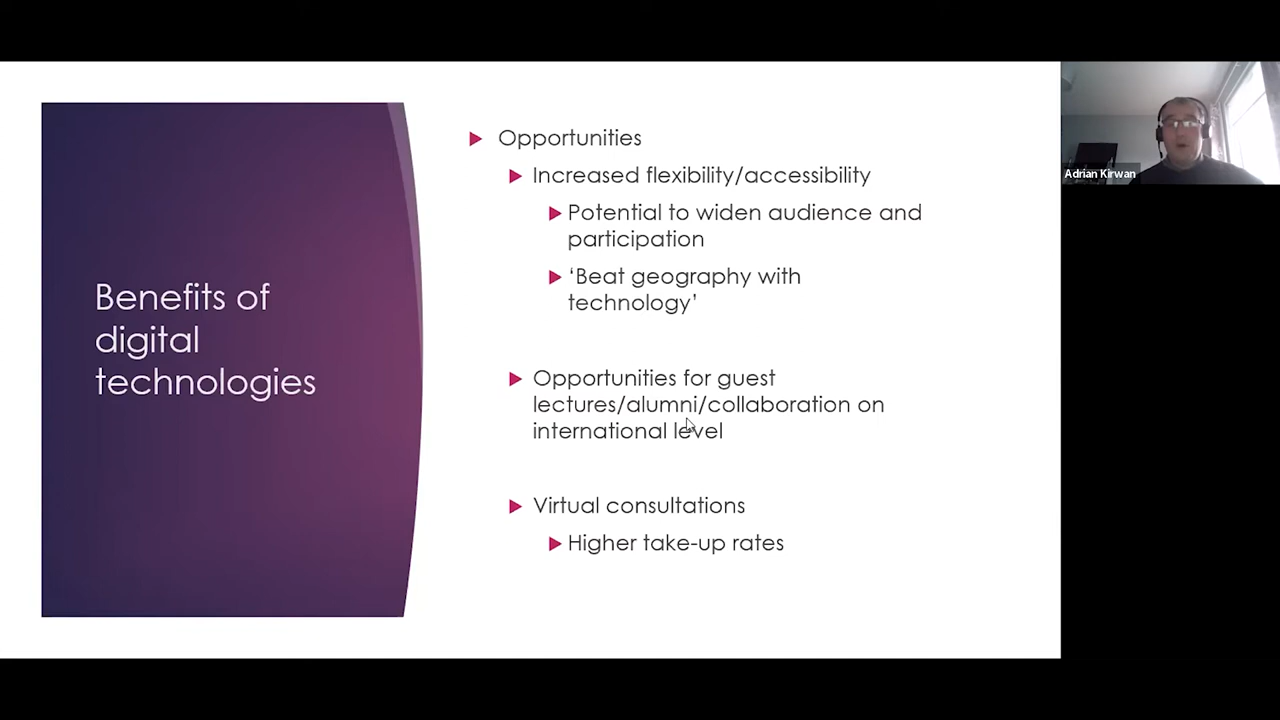 Benefits of
digital
technologies
Opportunities
Increased flexibility/accessibility
Potential to widen audience and
participation
‘Beat geography with
technology’
Opportunities for guest
lectures/alumni/collaboration on
international level
Virtual consultations
Higher take-up rates
Adrian Kirwan